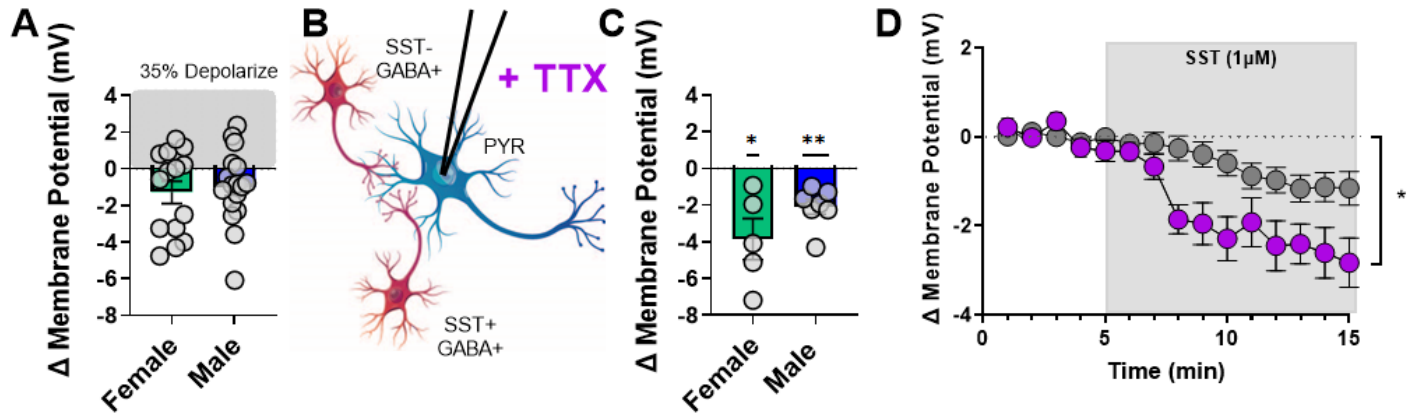 A
Δ Membrane Potential (mV)
35% Depolarize
4
2
0
-2
-4
-6
-8
Female
Male
B
SST-
GABA+
+ TTX
PYR
SST+
GABA+
C
Δ Membrane Potential (mV)
4
2
0
-2
-4
-6
-8
*
**
Female
Male
D
Δ Membrane Potential (mV)
2
0
-2
-4
SST (1µM)
*
0
5
10
15
Time (min)